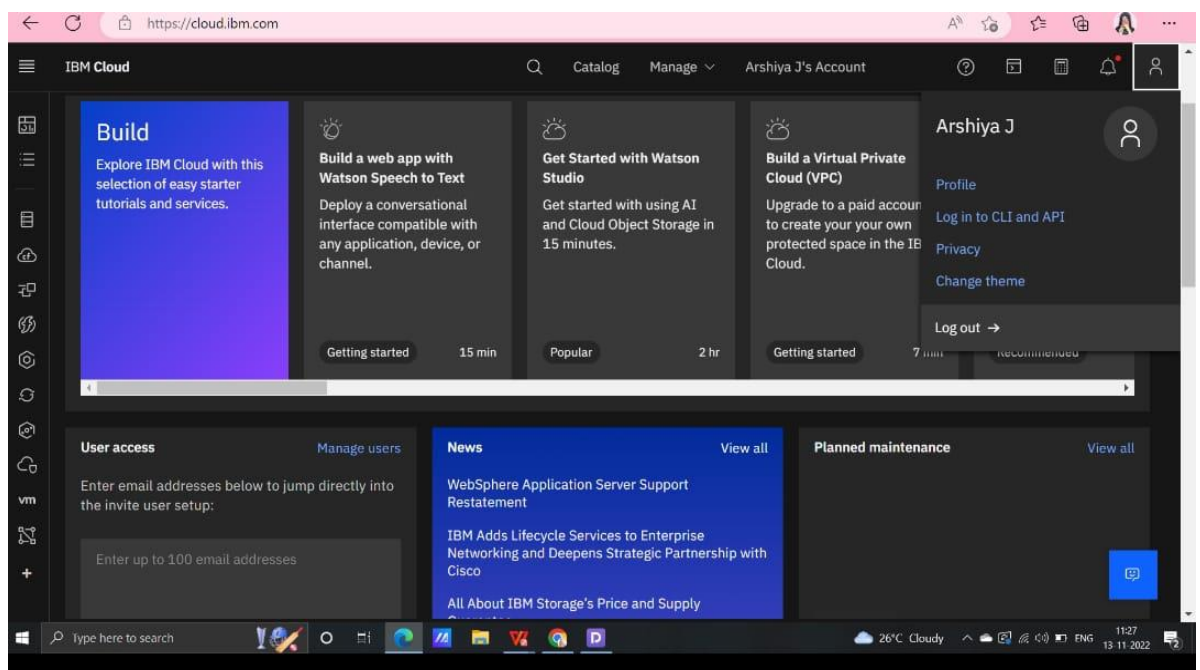 https://cloud.ibm.com
IBM Cloud
Catalog
Manage
Arshiya J's Account
Arshiya J
Profile
Log in to CLI and API
Privacy
Change theme
Log out →
Build
Explore IBM Cloud with this
selection of easy starter
tutorials and services.
Build a web app with
Watson Speech to Text
Deploy a conversational
interface compatible with
any application, device, or
channel.
Getting started 15 min
Get Started with Watson
Studio
Get started with using AI
and Cloud Object Storage in
15 minutes.
Popular 2 hr
Build a Virtual Private
Cloud (VPC)
Upgrade to a paid accoun
to create your your own
protected space in the IB
Cloud.
Getting started 7 min
Recommended
User access Manage users
Enter email addresses below to jump directly into
the invite user setup:
Enter up to 100 email addresses
News View all
WebSphere Application Server Support
Restatement
IBM Adds Lifecycle Services to Enterprise
Networking and Deepens Strategic Partnership with
Cisco
All About IBM Storage's Price and Supply
Planned maintenance View all
vm
Type here to search
26°C Cloudy
ENG
11:27
13-11-2022